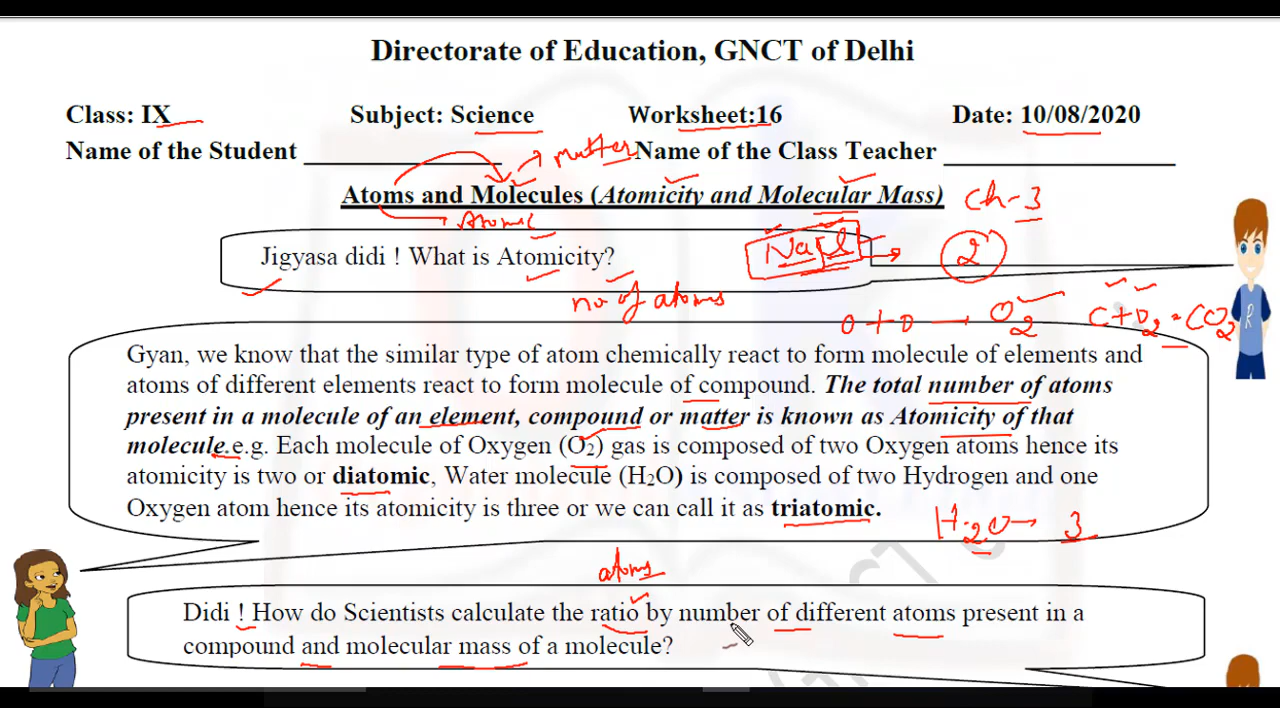 Directorate of Education, GNCT of Delhi
Class: IX Subject: Science Worksheet:16 Date: 10/08/2020
Name of the Student ____________ Name of the Class Teacher ____________
matter
Atoms and Molecules (Atomicity and Molecular Mass)
Ch-3
Atomic
Jigyasa didi ! What is Atomicity?
NaCl → 2
no of atoms
O + O → O2
C+O2=CO2
R
Gyan, we know that the similar type of atom chemically react to form molecule of elements and
atoms of different elements react to form molecule of compound. The total number of atoms
present in a molecule of an element, compound or matter is known as Atomicity of that
molecule.e.g. Each molecule of Oxygen (O2) gas is composed of two Oxygen atoms hence its
atomicity is two or diatomic, Water molecule (H2O) is composed of two Hydrogen and one
Oxygen atom hence its atomicity is three or we can call it as triatomic.
H2O → 3
atoms
Didi ! How do Scientists calculate the ratio by number of different atoms present in a
compound and molecular mass of a molecule?